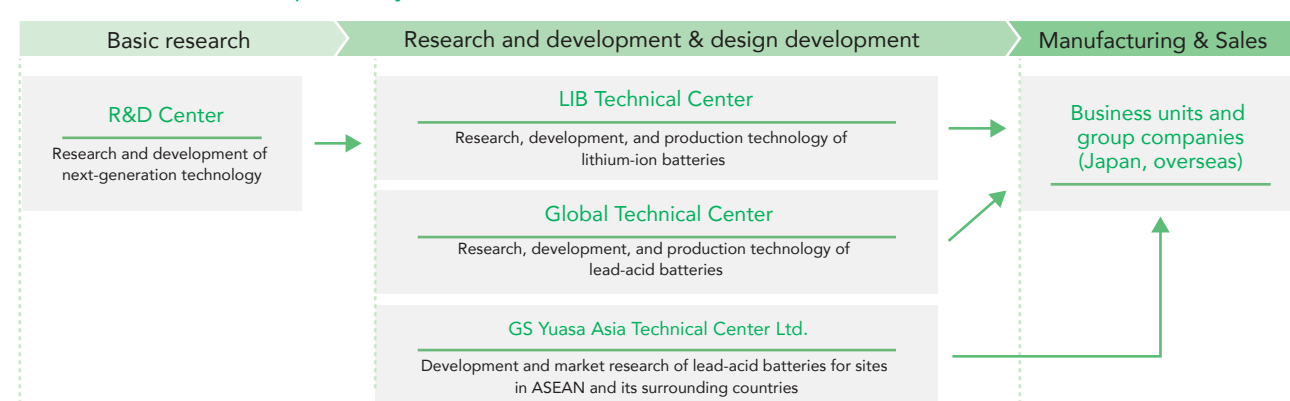 Basic research
Research and development & design development
Manufacturing & Sales
R&D Center
Research and development of
next-generation technology
LIB Technical Center
Research, development, and production technology of
lithium-ion batteries
Global Technical Center
Research, development, and production technology of
lead-acid batteries
GS Yuasa Asia Technical Center Ltd.
Development and market research of lead-acid batteries for sites
in ASEAN and its surrounding countries
Business units and
group companies
(Japan, overseas)